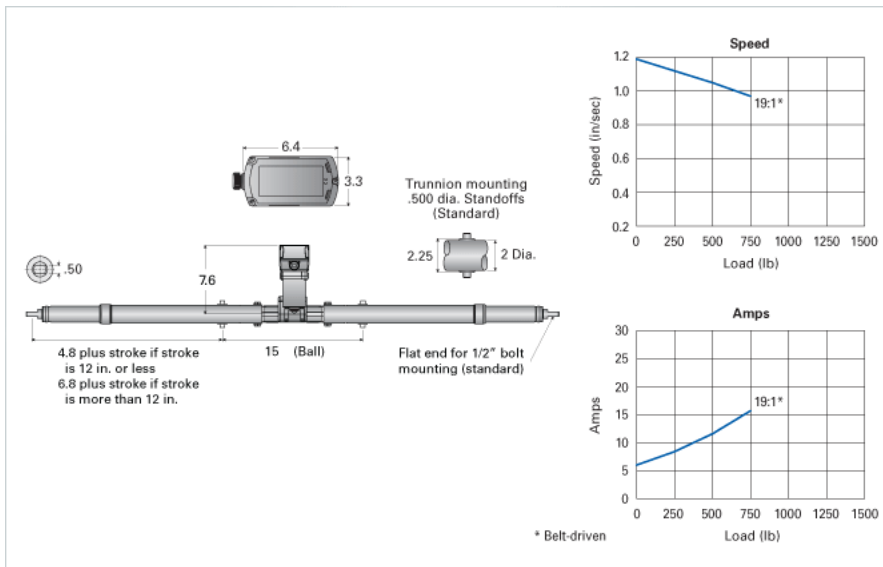 6.4
3.3
Trunnion mounting
.500 dia. Standoffs
(Standard)
2.25
2 Dia.
.50
7.6
4.8 plus stroke if stroke
is 12 in. or less
6.8 plus stroke if stroke
is more than 12 in.
15 (Ball)
Flat end for 1/2" bolt
mounting (standard)
Speed
Speed (in/sec)
1.2
1.0
0.8
0.6
0.4
0.2
19:1*
0 250 500 750 1000 1250 1500
Load (lb)
Amps
Amps
30
25
20
15
10
5
0
19:1*
0 250 500 750 1000 1250 1500
Load (lb)
* Belt-driven